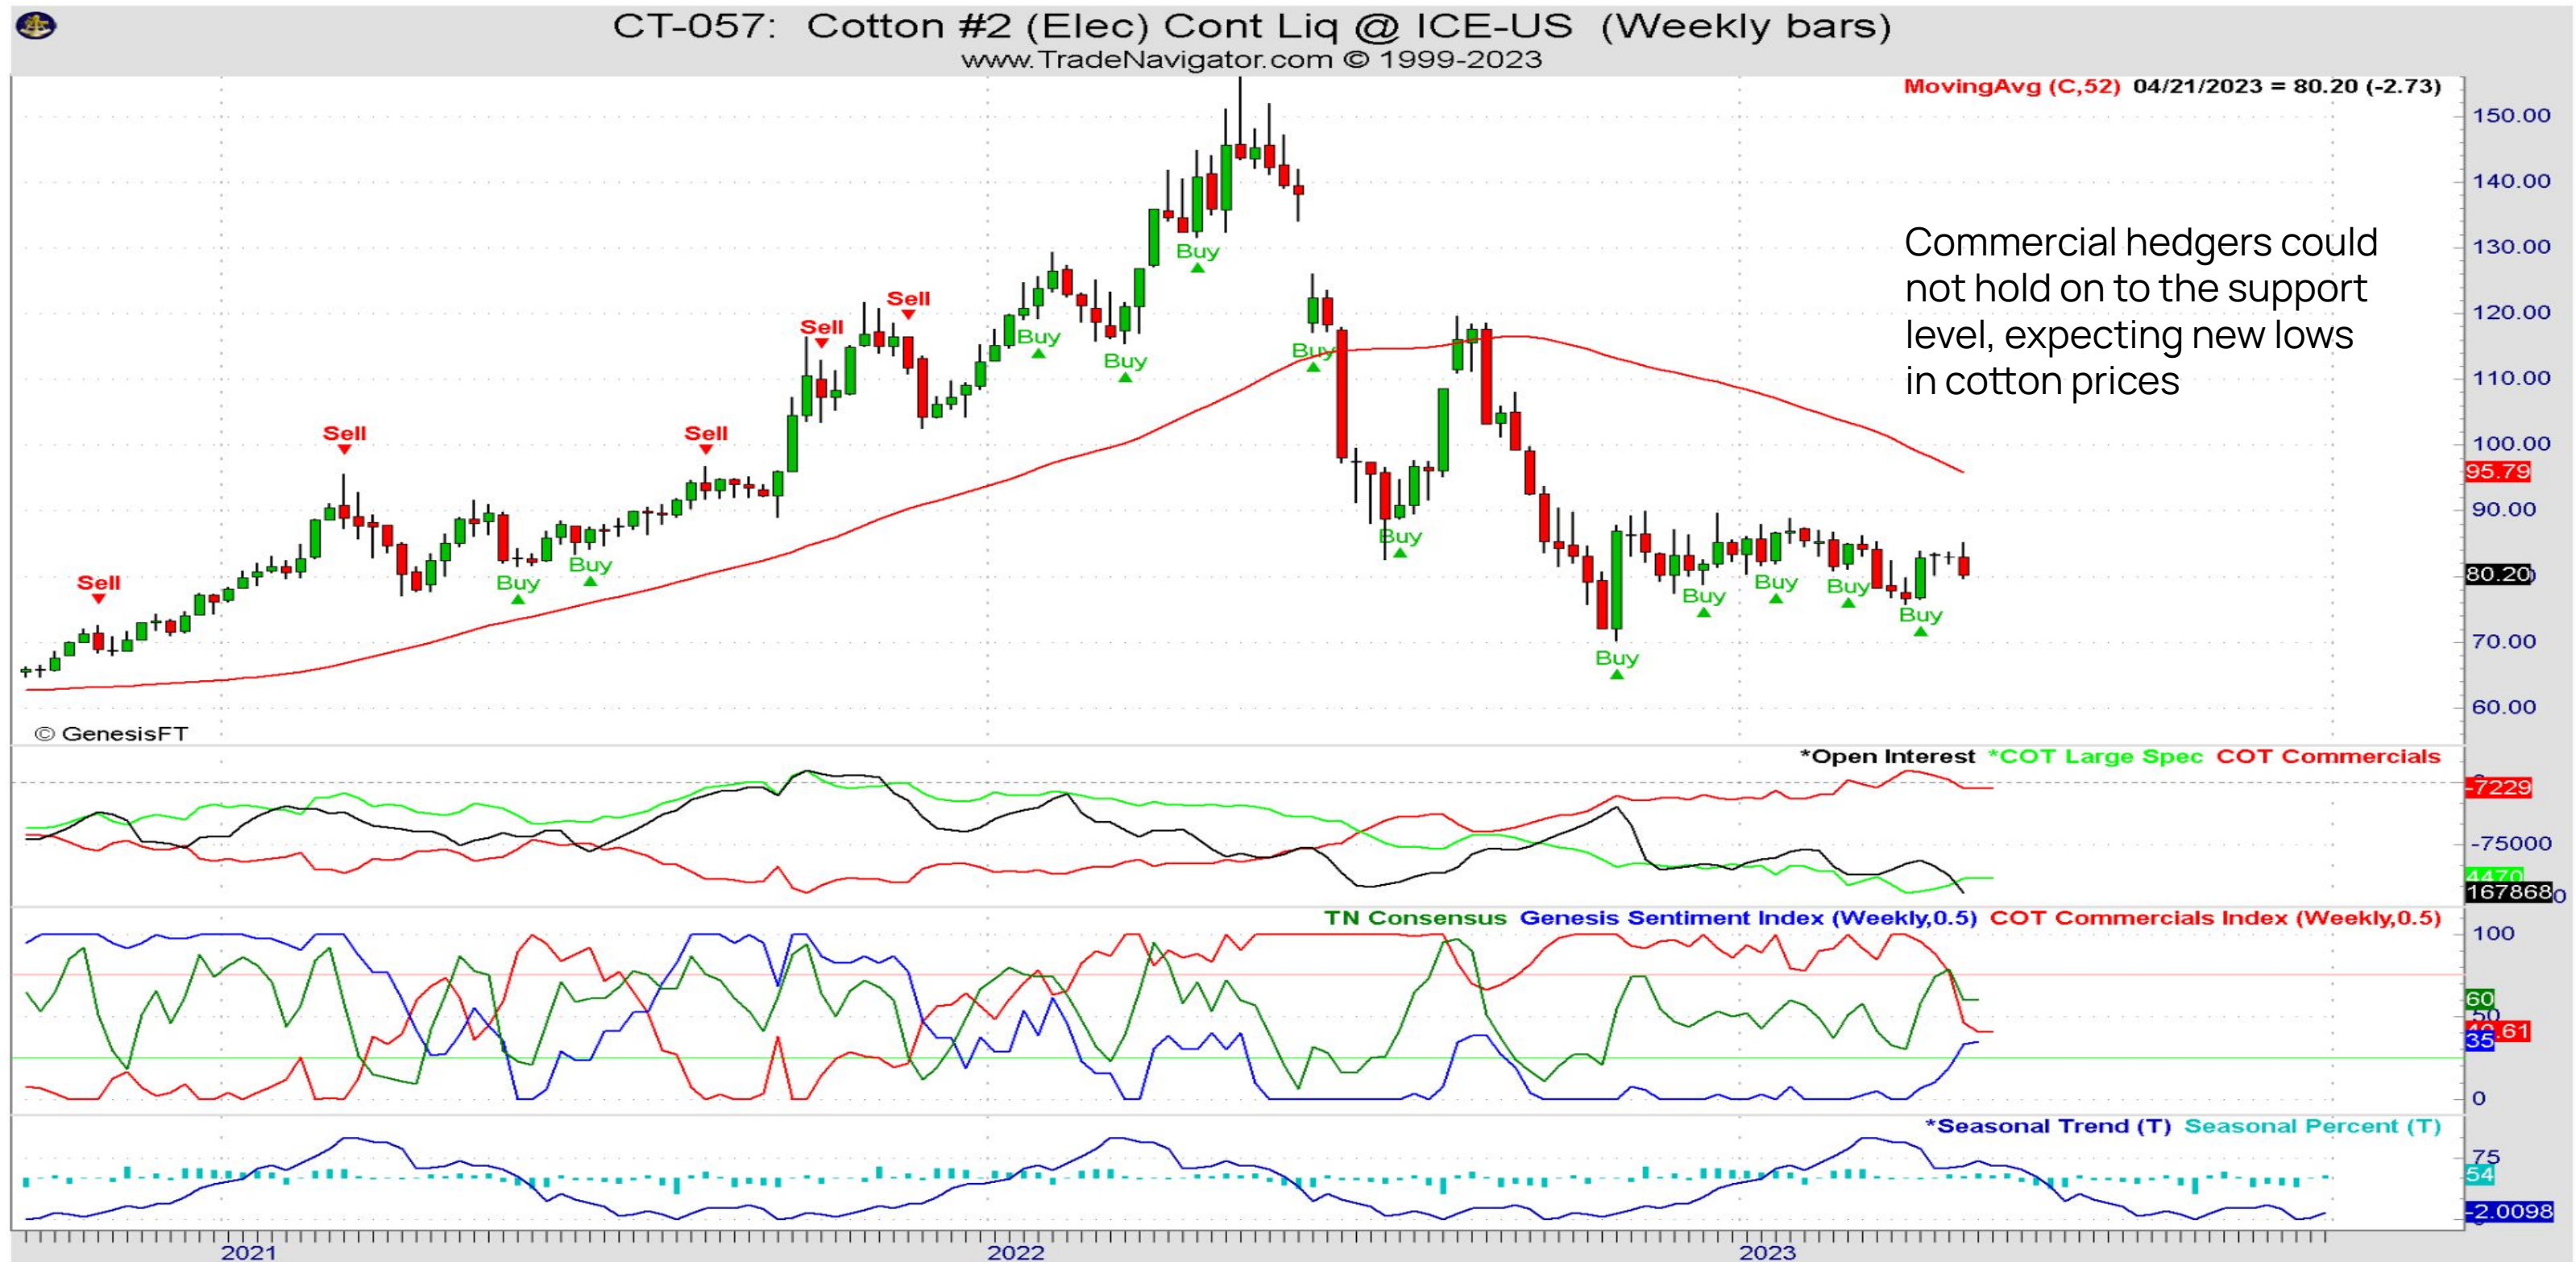 CT-057: Cotton #2 (Elec) Cont Liq @ ICE-US (Weekly bars)
www.TradeNavigator.com © 1999-2023
MovingAvg (C,52) 04/21/2023 = 80.20 (-2.73)
150.00
140.00
130.00
120.00
110.00
100.00
95.79
90.00
80.20
70.00
60.00
Commercial hedgers could
not hold on to the support
level, expecting new lows
in cotton prices
Sell
Sell
Sell
Sell
Sell
Buy
Buy
Buy
Buy
Buy
Buy
Buy
Buy
Buy
Buy
Buy
Buy
© GenesisFT
*Open Interest *COT Large Spec COT Commercials
-7229
-75000
4470
167868
TN Consensus Genesis Sentiment Index (Weekly,0.5) COT Commercials Index (Weekly,0.5)
100
60
50
.61
35
0
*Seasonal Trend (T) Seasonal Percent (T)
75
54
-2.0098
2021 2022 2023